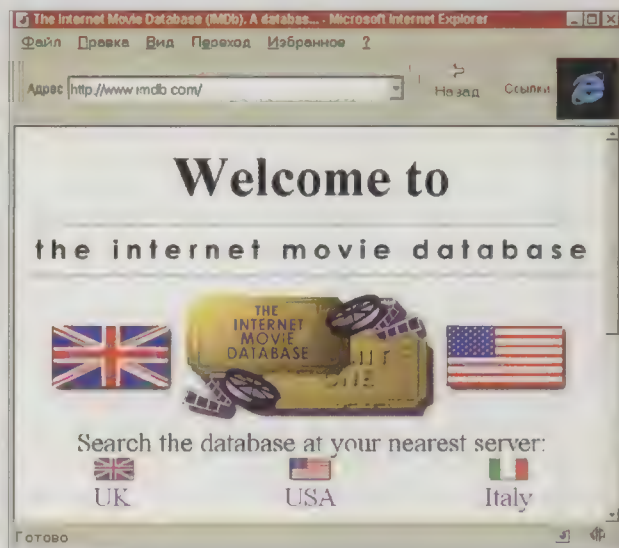 The Internet Movie Database (IMDb). A databas... - Microsoft Internet Explorer
Файл Правка Вид Переход Избранное ?
Адрес http://www.imdb.com/
Назад Ссылки
Welcome to
the internet movie database
THE
INTERNET
MOVIE
DATABASE
ONE
Search the database at your nearest server:
UK USA Italy
Готово